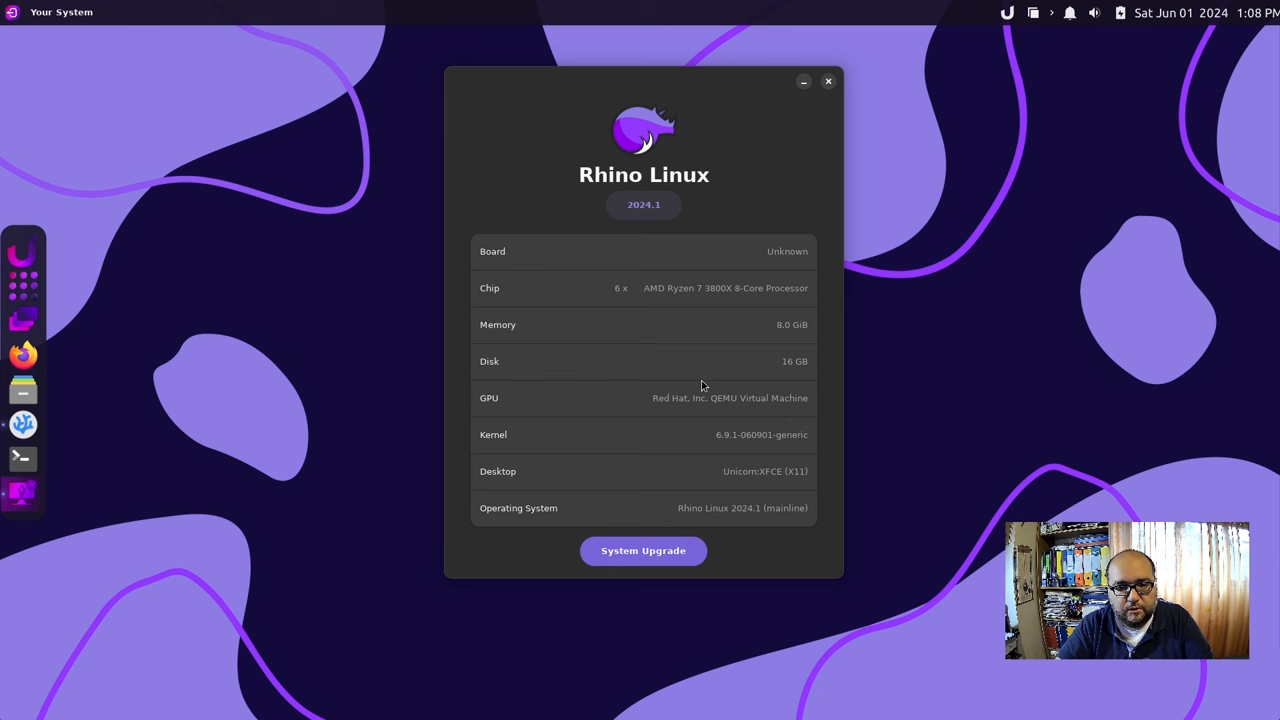 Your System
Sat Jun 01 2024 1:08 PM
Rhino Linux
2024.1
Board Unknown
Chip 6 x AMD Ryzen 7 3800X 8-Core Processor
Memory 8.0 GiB
Disk 16 GB
GPU Red Hat, Inc. QEMU Virtual Machine
Kernel 6.9.1-060901-generic
Desktop Unicorn:XFCE (X11)
Operating System Rhino Linux 2024.1 (mainline)
System Upgrade